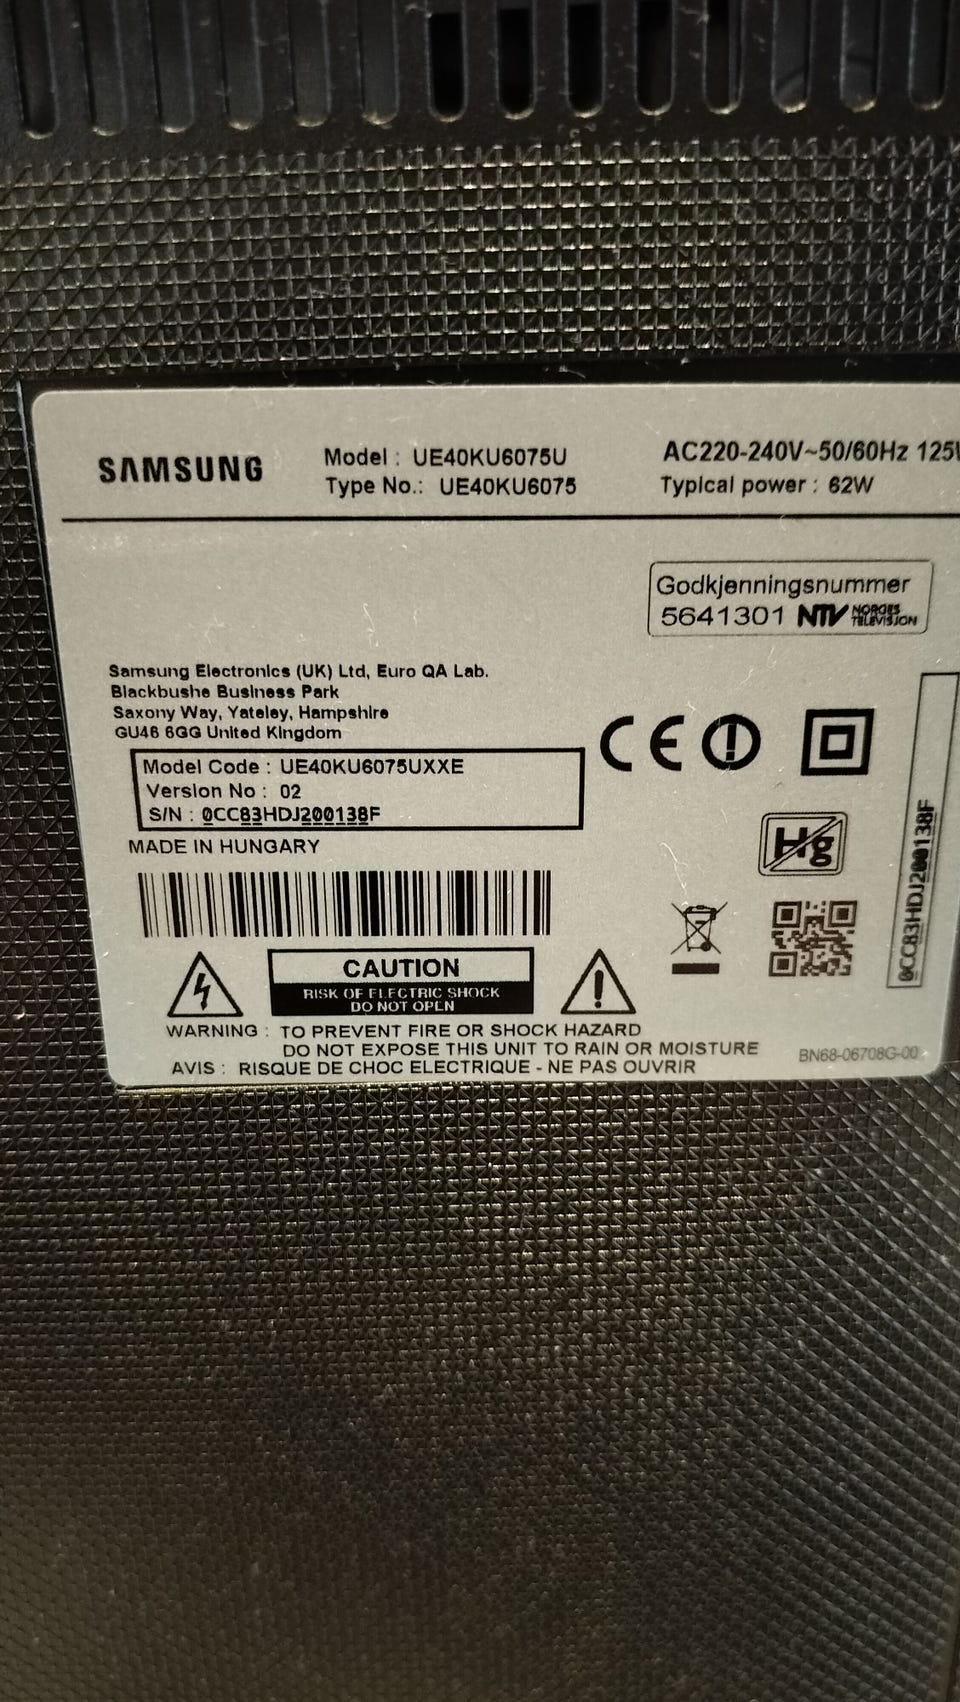 SAMSUNG
Model : UE40KU6075U
Type No.: UE40KU6075
AC220-240V~50/60Hz 125
Typical power : 62W
Godkjenningsnummer
5641301 NTV NORGES TELEVISJON
Samsung Electronics (UK) Ltd, Euro QA Lab.
Blackbushe Business Park
Saxony Way, Yateley, Hampshire
GU46 6GG United Kingdom
Model Code : UE40KU6075UXXE
Version No : 02
S/N : 0CC83HDJ200138F
MADE IN HUNGARY
CE
Hg
0CC83HDJ200138F
CAUTION
RISK OF ELECTRIC SHOCK
DO NOT OPEN
WARNING : TO PREVENT FIRE OR SHOCK HAZARD
DO NOT EXPOSE THIS UNIT TO RAIN OR MOISTURE
AVIS : RISQUE DE CHOC ELECTRIQUE - NE PAS OUVRIR
BN68-06708G-00